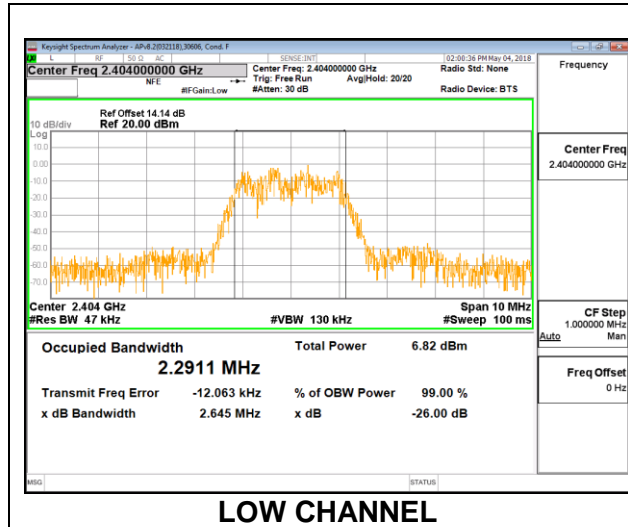 Keysight Spectrum Analyzer - APv8.2(032118),30606, Cond. F
L RF 50 Ω AC SENSE:INT 02:00:36 PM May 04, 2018
Center Freq 2.404000000 GHz
NFE
#IFGain:Low
Center Freq: 2.404000000 GHz
Trig: Free Run Avg|Hold: 20/20
#Atten: 30 dB
Radio Std: None
Radio Device: BTS
Frequency
Ref Offset 14.14 dB
10 dB/div Ref 20.00 dBm
Log
10.0
0.00
-10.0
-20.0
-30.0
-40.0
-50.0
-60.0
-70.0
Center 2.404 GHz Span 10 MHz
#Res BW 47 kHz #VBW 130 kHz #Sweep 100 ms
Occupied Bandwidth Total Power 6.82 dBm
2.2911 MHz
Transmit Freq Error -12.063 kHz % of OBW Power 99.00 %
x dB Bandwidth 2.645 MHz x dB -26.00 dB
Center Freq
2.404000000 GHz
CF Step
1.000000 MHz
Auto Man
Freq Offset
0 Hz
MSG STATUS
LOW CHANNEL